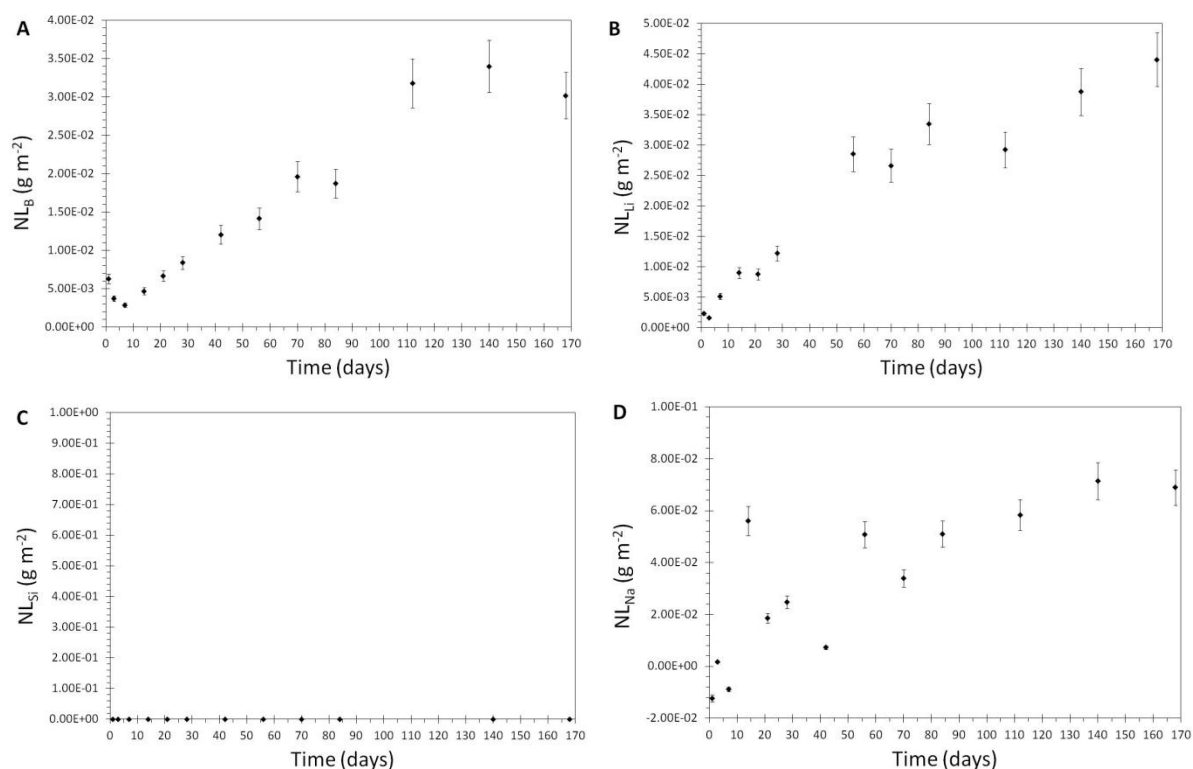 A
4.00E-02
3.50E-02
3.00E-02
2.50E-02
2.00E-02
1.50E-02
1.00E-02
5.00E-03
0.00E+00
NL_B (g m⁻²)
0 10 20 30 40 50 60 70 80 90 100 110 120 130 140 150 160 170
Time (days)
B
5.00E-02
4.50E-02
4.00E-02
3.50E-02
3.00E-02
2.50E-02
2.00E-02
1.50E-02
1.00E-02
5.00E-03
0.00E+00
NL_Li (g m⁻²)
0 10 20 30 40 50 60 70 80 90 100 110 120 130 140 150 160 170
Time (days)
C
1.00E+00
9.00E-01
8.00E-01
7.00E-01
6.00E-01
5.00E-01
4.00E-01
3.00E-01
2.00E-01
1.00E-01
0.00E+00
NL_Si (g m⁻²)
0 10 20 30 40 50 60 70 80 90 100 110 120 130 140 150 160 170
Time (days)
D
1.00E-01
8.00E-02
6.00E-02
4.00E-02
2.00E-02
0.00E+00
-2.00E-02
NL_Na (g m⁻²)
0 10 20 30 40 50 60 70 80 90 100 110 120 130 140 150 160 170
Time (days)